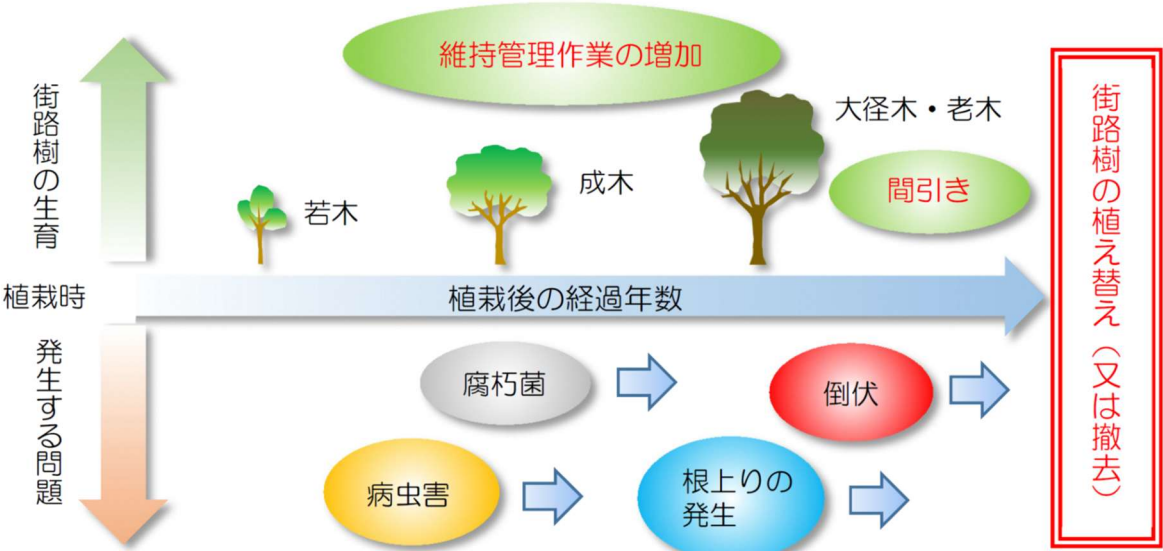 維持管理作業の増加
街路樹の生育
若木
成木
大径木・老木
間引き
植栽時
植栽後の経過年数
発生する問題
腐朽菌
倒伏
病虫害
根上りの
発生
街路樹の植え替え（又は撤去）